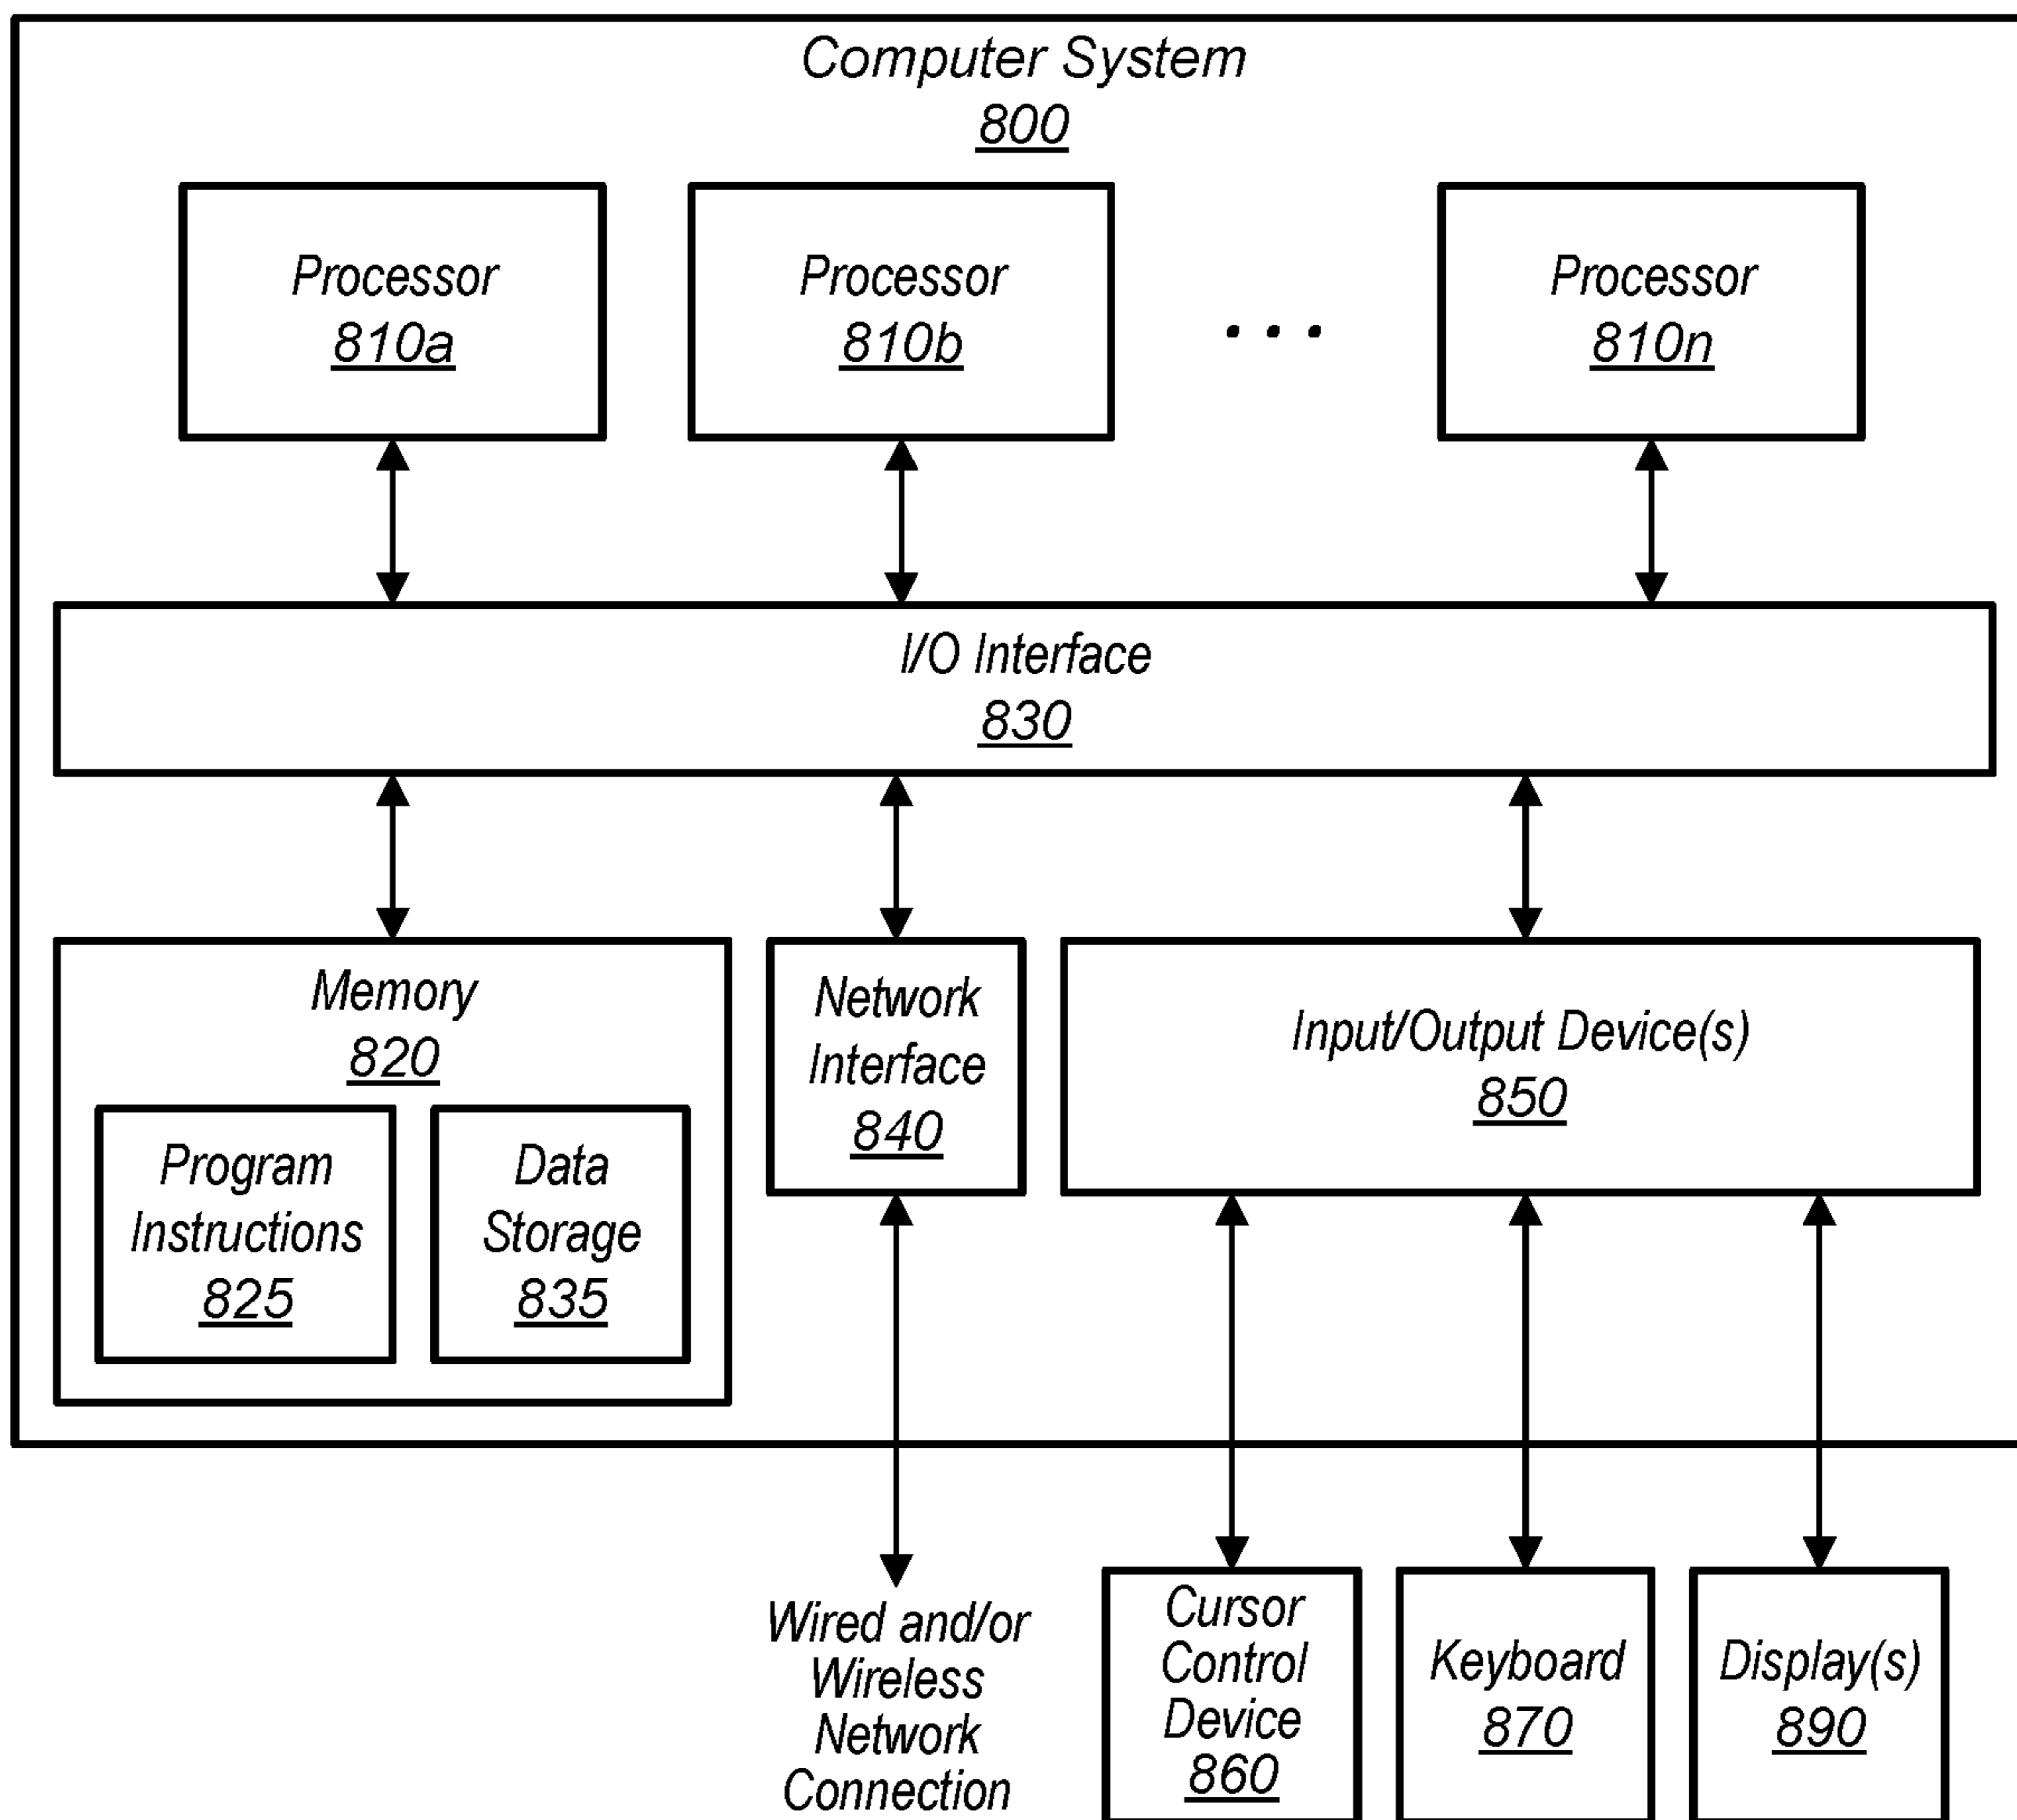 Computer System
800
Processor
810a
Processor
810b
. . .
Processor
810n
I/O Interface
830
Memory
820
Program
Instructions
825
Data
Storage
835
Network
Interface
840
Input/Output Device(s)
850
Wired and/or
Wireless
Network
Connection
Cursor
Control
Device
860
Keyboard
870
Display(s)
890